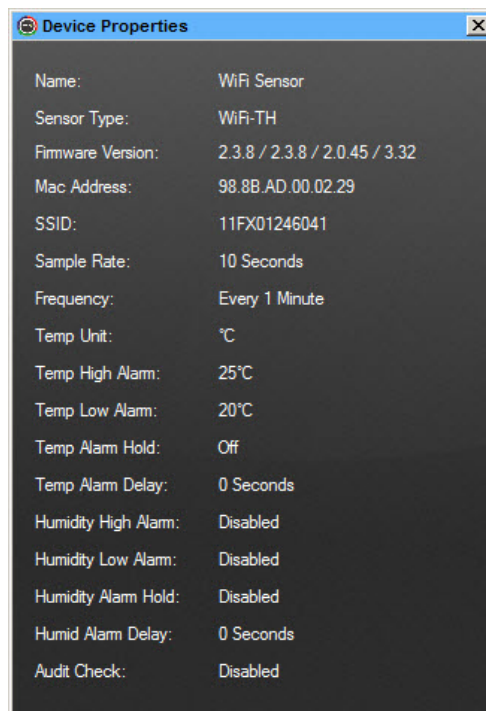 Device Properties
Name: WiFi Sensor
Sensor Type: WiFi-TH
Firmware Version: 2.3.8 / 2.3.8 / 2.0.45 / 3.32
Mac Address: 98.8B.AD.00.02.29
SSID: 11FX01246041
Sample Rate: 10 Seconds
Frequency: Every 1 Minute
Temp Unit: °C
Temp High Alarm: 25°C
Temp Low Alarm: 20°C
Temp Alarm Hold: Off
Temp Alarm Delay: 0 Seconds
Humidity High Alarm: Disabled
Humidity Low Alarm: Disabled
Humidity Alarm Hold: Disabled
Humid Alarm Delay: 0 Seconds
Audit Check: Disabled